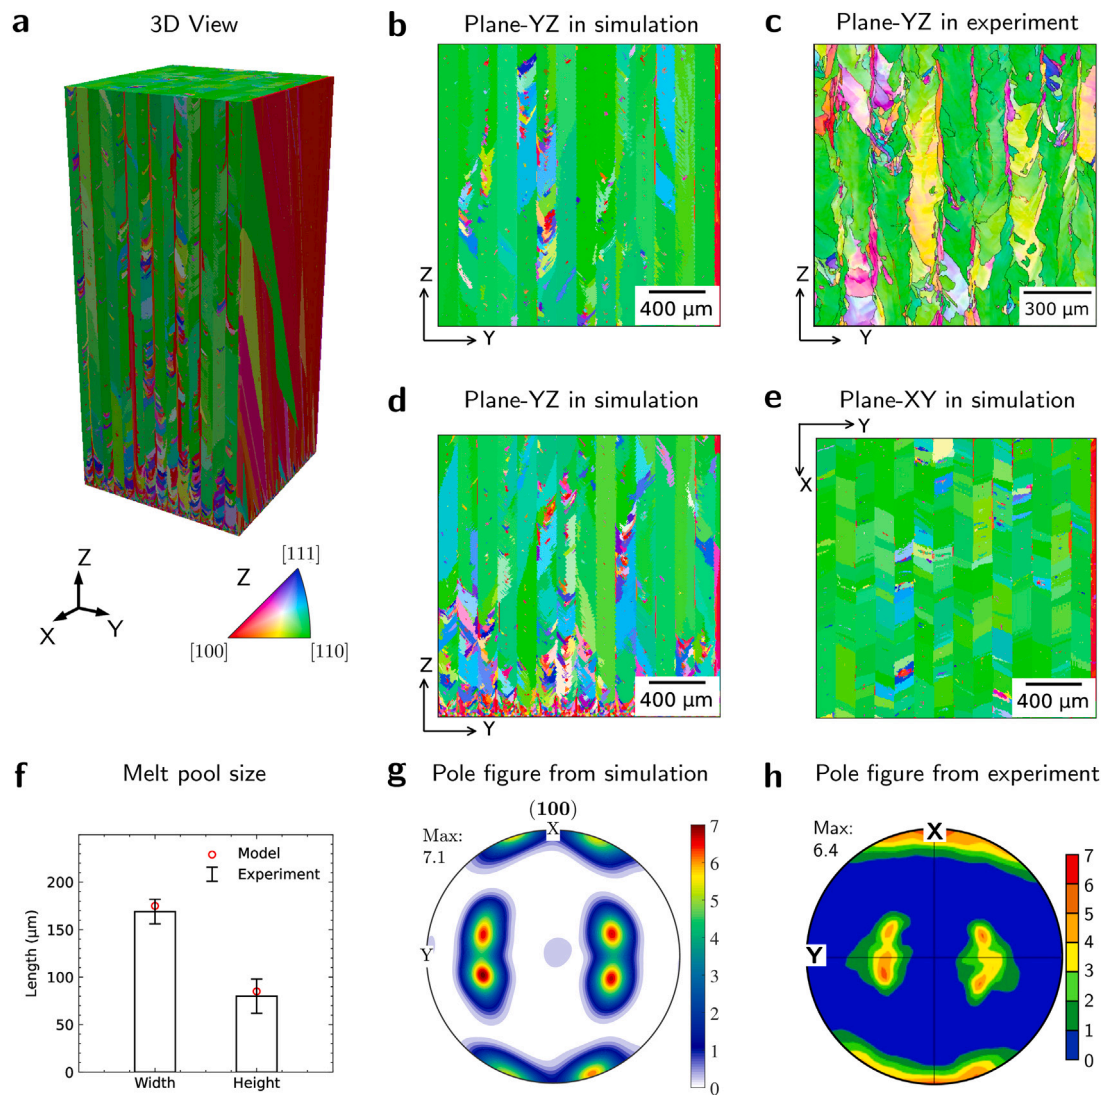 a
3D View
Z
X
Y
Z
[111]
[100]
[110]
b
Plane-YZ in simulation
Z
Y
400 μm
c
Plane-YZ in experiment
Z
Y
300 μm
d
Plane-YZ in simulation
Z
Y
400 μm
e
Plane-XY in simulation
Y
X
400 μm
f
Melt pool size
Length (μm)
200
150
100
50
0
Model
Experiment
Width
Height
g
Pole figure from simulation
(100)
X
Max:
7.1
Y
7
6
5
4
3
2
1
0
h
Pole figure from experiment
Max:
6.4
X
Y
7
6
5
4
3
2
1
0